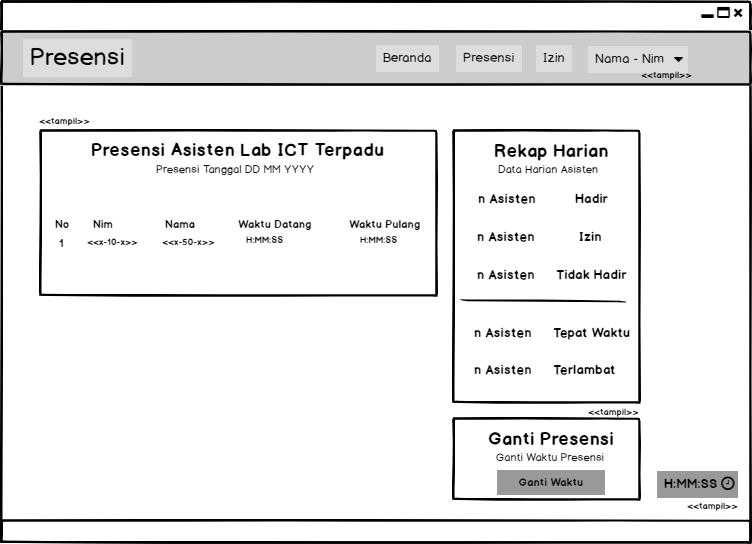 Presensi
Beranda
Presensi
Izin
Nama - Nim
<<tampil>>
<<tampil>>
Presensi Asisten Lab ICT Terpadu
Presensi Tanggal DD MM YYYY
No Nim Nama Waktu Datang Waktu Pulang
1 <<x-10-x>> <<x-50-x>> H:MM:SS H:MM:SS
Rekap Harian
Data Harian Asisten
n Asisten Hadir
n Asisten Izin
n Asisten Tidak Hadir
n Asisten Tepat Waktu
n Asisten Terlambat
<<tampil>>
Ganti Presensi
Ganti Waktu Presensi
Ganti Waktu
H:MM:SS
<<tampil>>